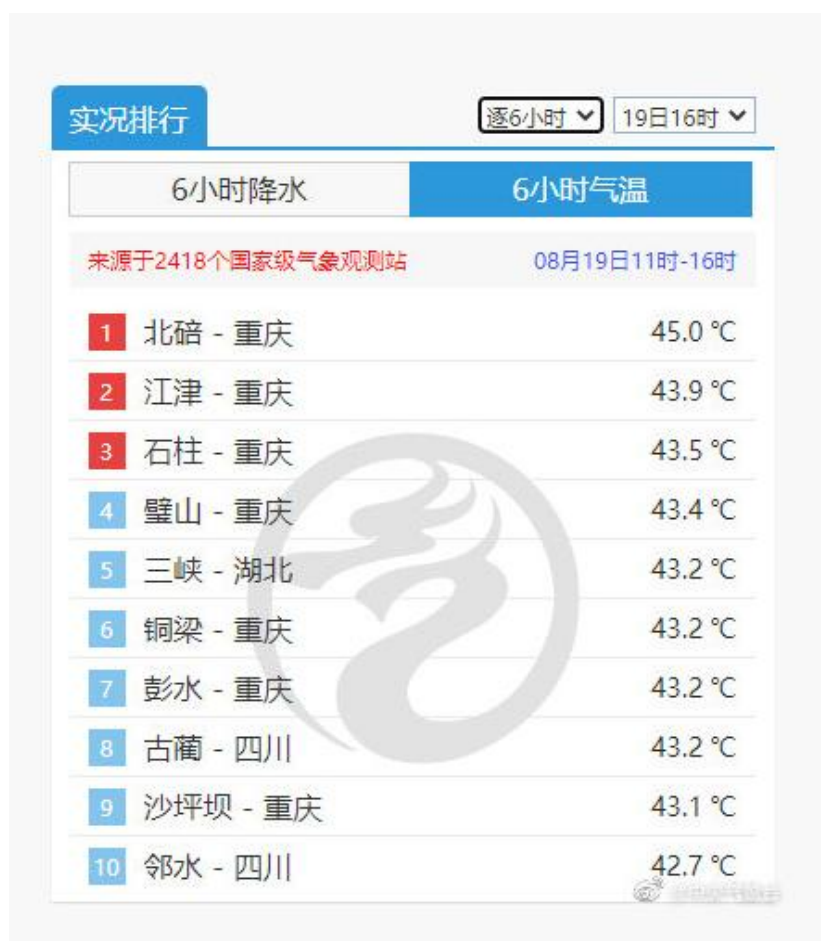 实况排行 逐6小时 19日16时
6小时降水 6小时气温
来源于2418个国家级气象观测站 08月19日11时-16时
1 北碚 - 重庆 45.0 ℃
2 江津 - 重庆 43.9 ℃
3 石柱 - 重庆 43.5 ℃
4 璧山 - 重庆 43.4 ℃
5 三峡 - 湖北 43.2 ℃
6 铜梁 - 重庆 43.2 ℃
7 彭水 - 重庆 43.2 ℃
8 古蔺 - 四川 43.2 ℃
9 沙坪坝 - 重庆 43.1 ℃
10 邻水 - 四川 42.7 ℃